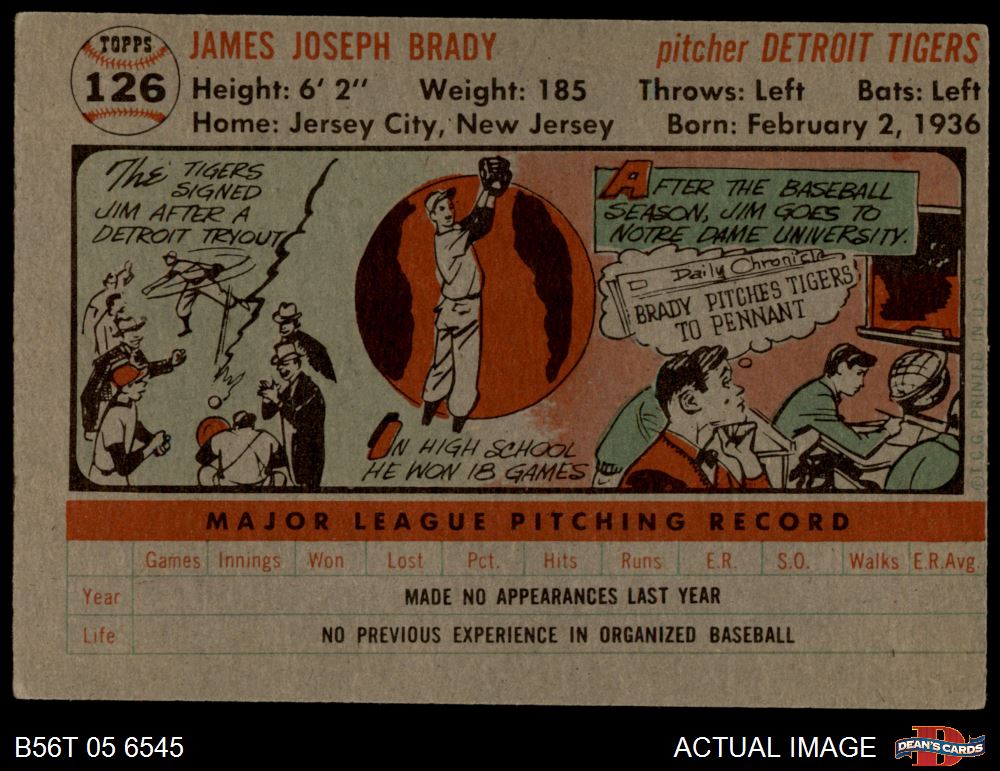 TOPPS
126
JAMES JOSEPH BRADY pitcher DETROIT TIGERS
Height: 6' 2" Weight: 185 Throws: Left Bats: Left
Home: Jersey City, New Jersey Born: February 2, 1936
The TIGERS
SIGNED
JIM AFTER A
DETROIT TRYOUT
IN HIGH SCHOOL
HE WON 18 GAMES
AFTER THE BASEBALL
SEASON, JIM GOES TO
NOTRE DAME UNIVERSITY.
Daily Chronicle
BRADY PITCHES TIGERS
TO PENNANT
© T.C.G. PRINTED IN U.S.A.
MAJOR LEAGUE PITCHING RECORD
Games Innings Won Lost Pct. Hits Runs E.R. S.O. Walks E.R.Avg.
Year MADE NO APPEARANCES LAST YEAR
Life NO PREVIOUS EXPERIENCE IN ORGANIZED BASEBALL
B56T 05 6545 ACTUAL IMAGE DEAN'S CARDS